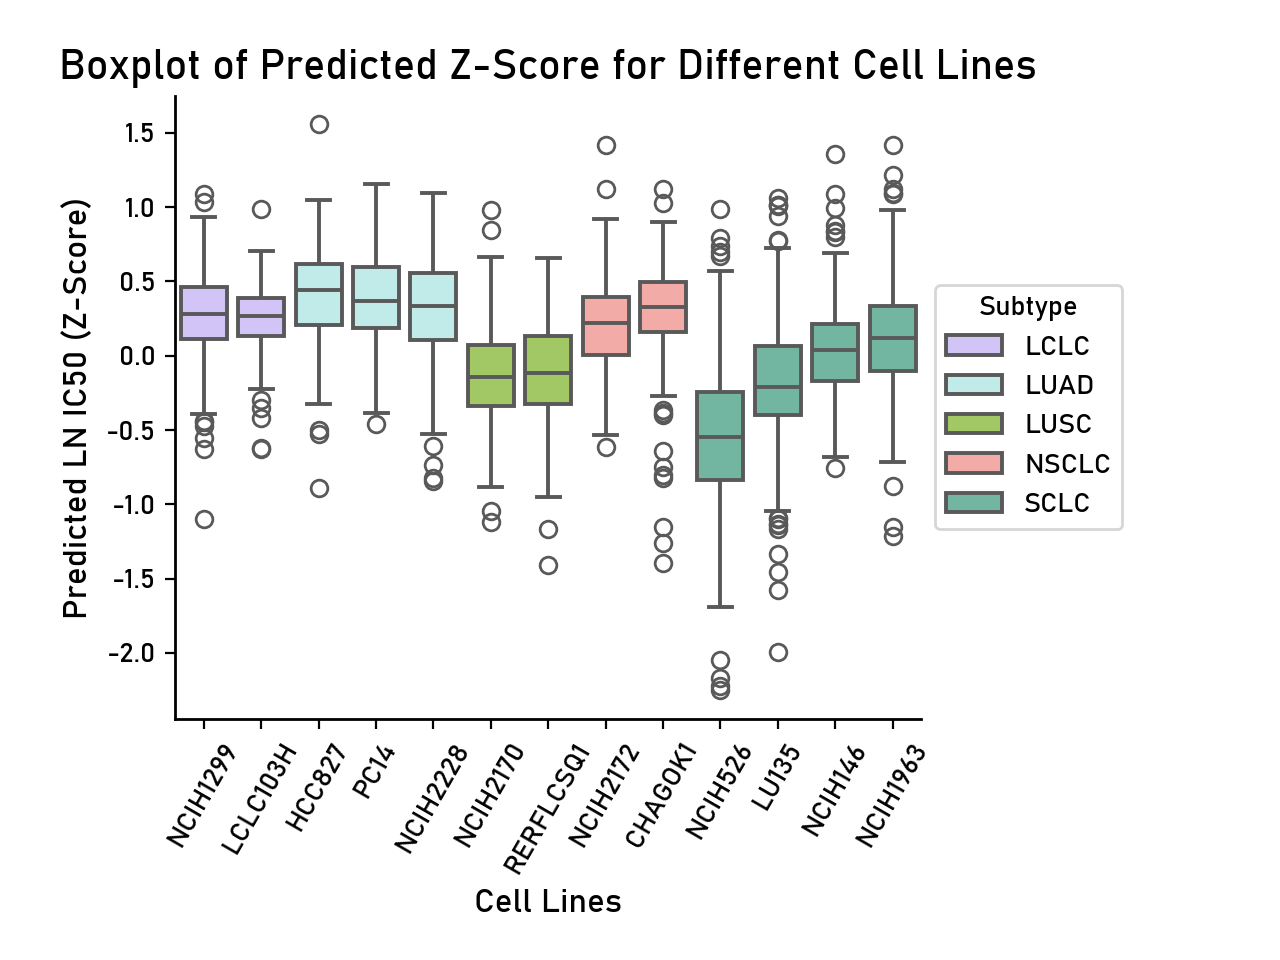 Boxplot of Predicted Z-Score for Different Cell Lines
Predicted LN IC50 (Z-Score)
1.5
1.0
0.5
0.0
-0.5
-1.0
-1.5
-2.0
Subtype
LCLC
LUAD
LUSC
NSCLC
SCLC
NCIH1299
LCLC103H
HCC827
PC14
NCIH2228
NCIH2170
RERFLCSQ1
NCIH2172
CHAGOK1
NCIH526
LU135
NCIH146
NCIH1963
Cell Lines